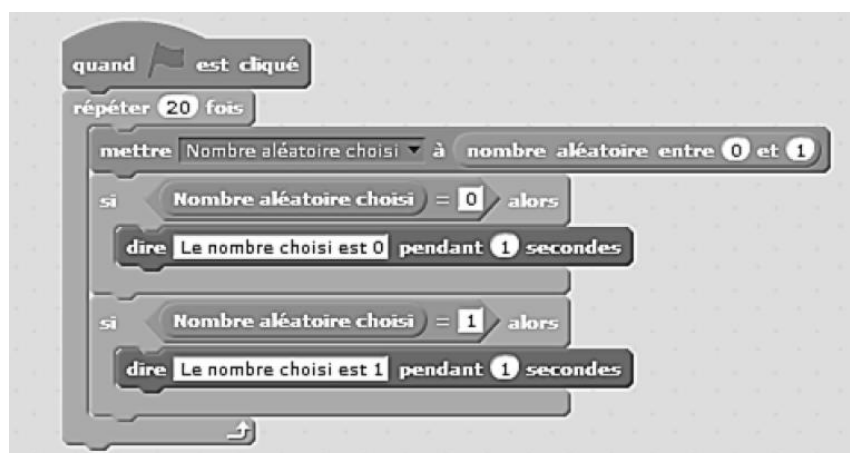 quand est cliqué
répéter 20 fois
mettre Nombre aléatoire choisi à nombre aléatoire entre 0 et 1
si Nombre aléatoire choisi = 0 alors
dire Le nombre choisi est 0 pendant 1 secondes
si Nombre aléatoire choisi = 1 alors
dire Le nombre choisi est 1 pendant 1 secondes